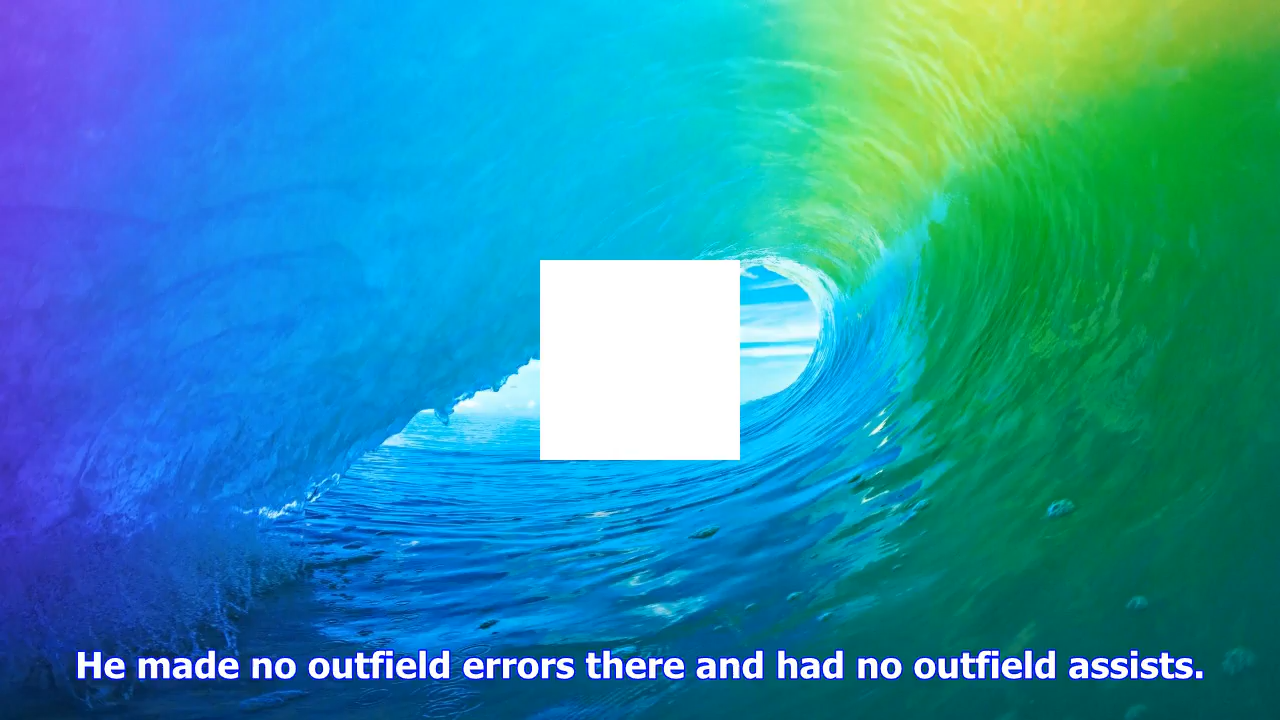 He made no outfield errors there and had no outfield assists.